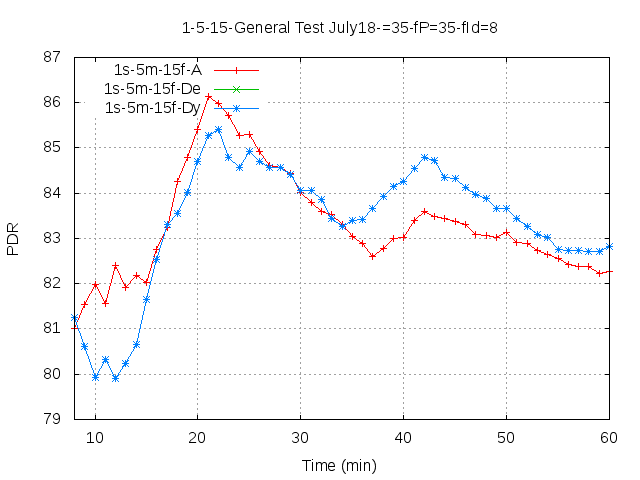 1-5-15-General Test July18-=35-fP=35-fId=8
87
86
85
84
83
82
81
80
79
PDR
1s-5m-15f-A
1s-5m-15f-De
1s-5m-15f-Dy
10 20 30 40 50 60
Time (min)